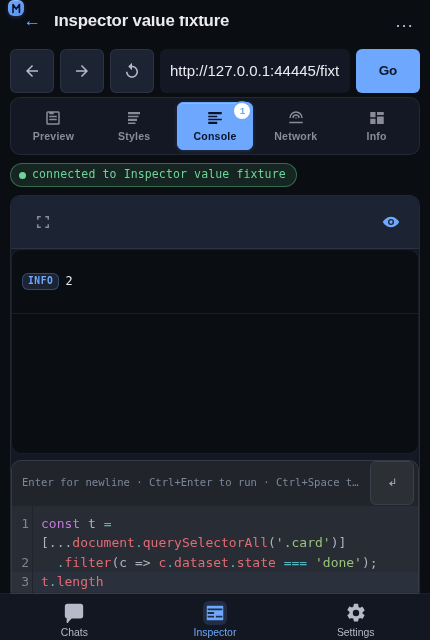 M
← Inspector value fixture ...
http://127.0.0.1:44445/fixt Go
1
Preview Styles Console Network Info
connected to Inspector value fixture
INFO 2
Enter for newline · Ctrl+Enter to run · Ctrl+Space t…
1 const t =
[...document.querySelectorAll('.card')]
2 .filter(c => c.dataset.state === 'done');
3 t.length
Chats Inspector Settings